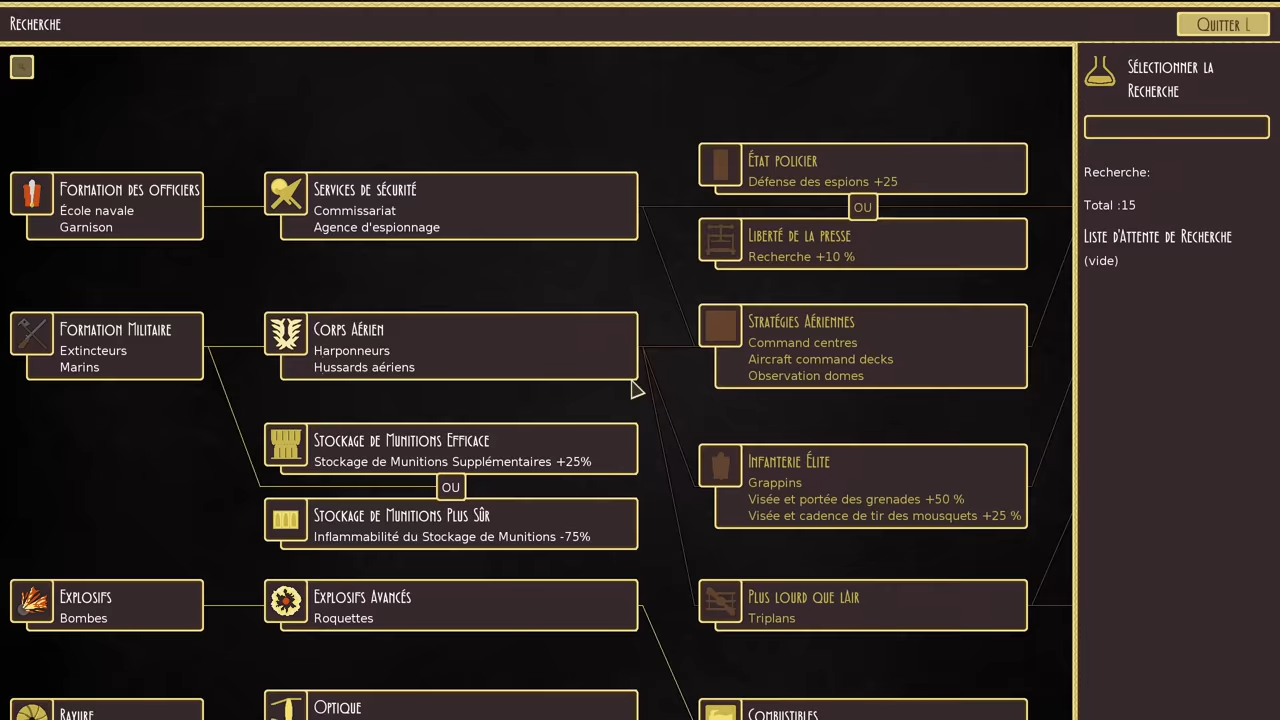 Recherche
Quitter L
Sélectionner la
Recherche
Recherche:
Total :15
Liste d'Attente de Recherche
(vide)
Formation des officiers
École navale
Garnison
Services de sécurité
Commissariat
Agence d'espionnage
État policier
Défense des espions +25
OU
Liberté de la presse
Recherche +10 %
Formation Militaire
Extincteurs
Marins
Corps Aérien
Harponneurs
Hussards aériens
Stratégies Aériennes
Command centres
Aircraft command decks
Observation domes
Stockage de Munitions Efficace
Stockage de Munitions Supplémentaires +25%
OU
Stockage de Munitions Plus Sûr
Inflammabilité du Stockage de Munitions -75%
Infanterie Élite
Grappins
Visée et portée des grenades +50 %
Visée et cadence de tir des mousquets +25 %
Explosifs
Bombes
Explosifs Avancés
Roquettes
Plus lourd que lAir
Triplans
Rayure
Optique
Combustibles